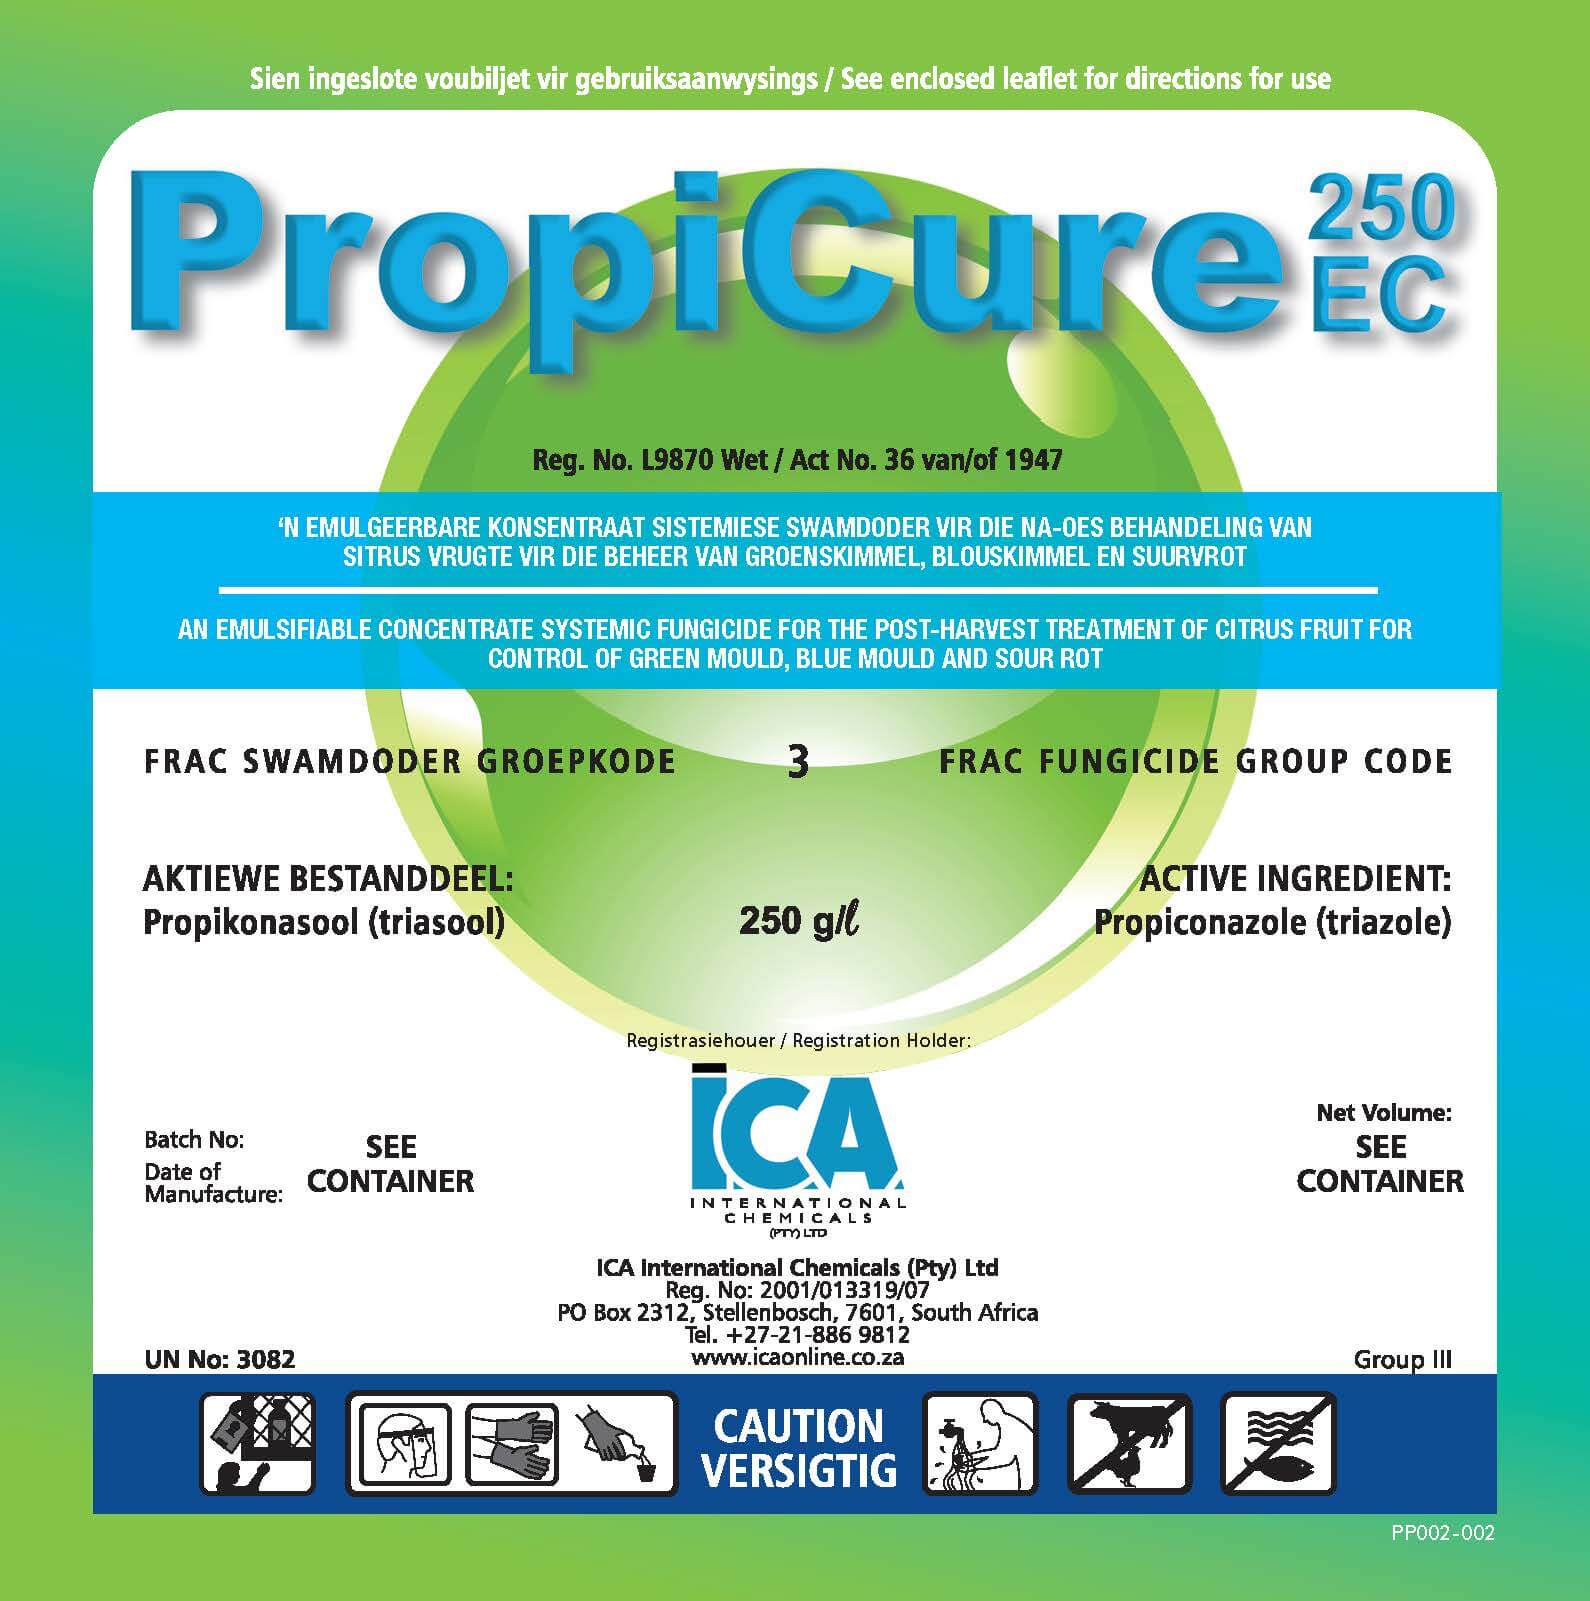 Sien ingeslote voubiljet vir gebruiksaanwysings / See enclosed leaflet for directions for use
PropiCure 250 EC
Reg. No. L9870 Wet / Act No. 36 van/of 1947
‘N EMULGEERBARE KONSENTRAAT SISTEMIESE SWAMDODER VIR DIE NA-OES BEHANDELING VAN
SITRUS VRUGTE VIR DIE BEHEER VAN GROENSKIMMEL, BLOUSKIMMEL EN SUURVROT
AN EMULSIFIABLE CONCENTRATE SYSTEMIC FUNGICIDE FOR THE POST-HARVEST TREATMENT OF CITRUS FRUIT FOR
CONTROL OF GREEN MOULD, BLUE MOULD AND SOUR ROT
FRAC SWAMDODER GROEPKODE 3 FRAC FUNGICIDE GROUP CODE
AKTIEWE BESTANDDEEL: ACTIVE INGREDIENT:
Propikonasool (triasool) 250 g/ℓ Propiconazole (triazole)
Registrasiehouer / Registration Holder:
ICA
INTERNATIONAL
CHEMICALS
(PTY) LTD
Batch No:
Date of
Manufacture:
SEE
CONTAINER
Net Volume:
SEE
CONTAINER
ICA International Chemicals (Pty) Ltd
Reg. No: 2001/013319/07
PO Box 2312, Stellenbosch, 7601, South Africa
Tel. +27-21-886 9812
www.icaonline.co.za
UN No: 3082
Group III
CAUTION
VERSIGTIG
PP002-002